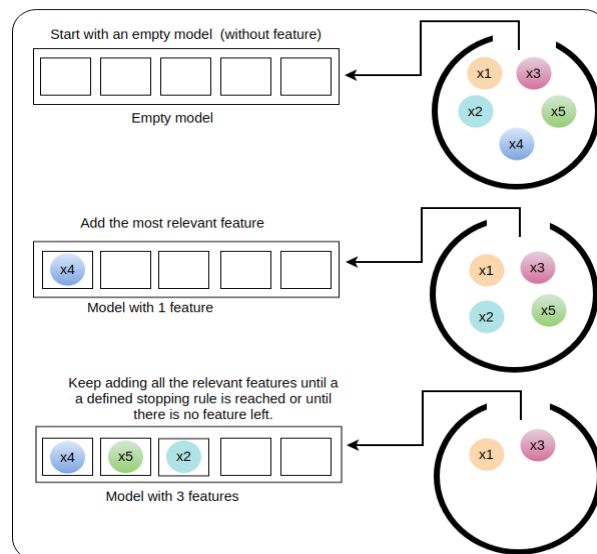 Start with an empty model (without feature)
x1 x3
x2 x5
x4
Empty model
Add the most relevant feature
x4
x1 x3
x2 x5
Model with 1 feature
Keep adding all the relevant features until a
a defined stopping rule is reached or until
there is no feature left.
x4 x5 x2
x1 x3
Model with 3 features